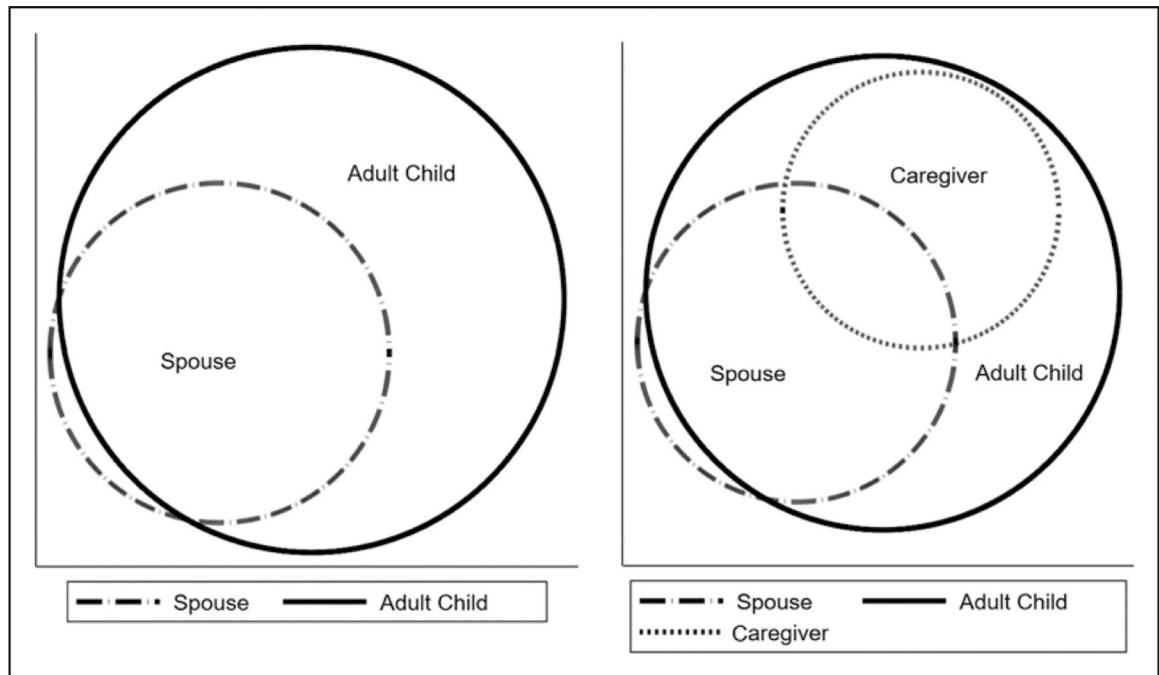 Adult Child
Spouse
Spouse Adult Child
Caregiver
Spouse Adult Child
Spouse Adult Child
Caregiver